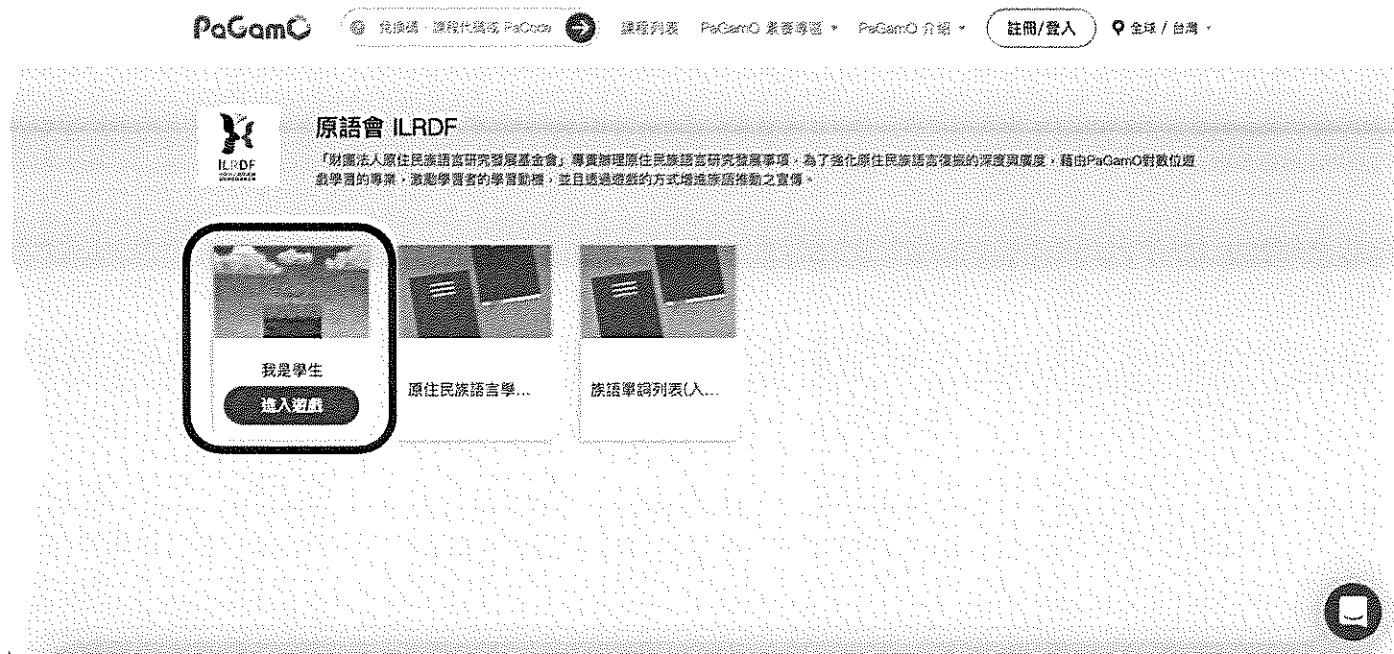 PaGamO
兌換碼、課程代碼或 PaCode
課程列表
PaGamO 素養專區
PaGamO 介紹
註冊/登入
全球 / 台灣
ILRDF
原語會 ILRDF
「財團法人原住民族語言研究發展基金會」專責辦理原住民族語言研究發展事項，為了強化原住民族語言復振的深度與廣度，藉由PaGamO對數位遊
戲學習的專業，激勵學習者的學習動機，並且透過遊戲的方式增進族語推動之宣傳。
我是學生
進入遊戲
原住民族語言學...
族語單詞列表(人...